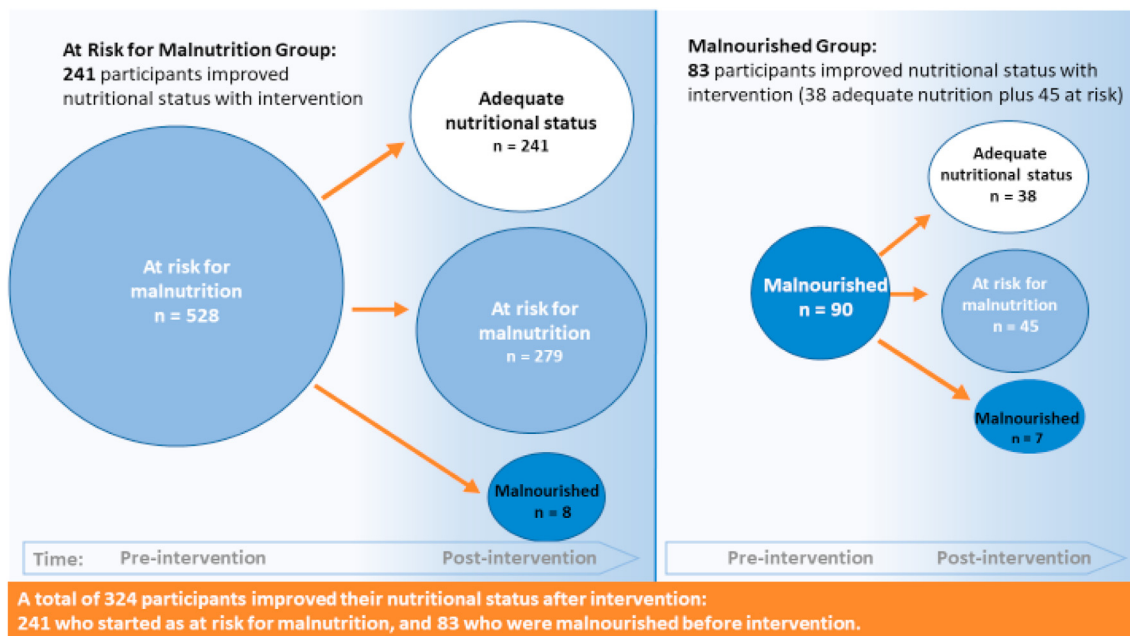 At Risk for Malnutrition Group:
241 participants improved
nutritional status with intervention
At risk for
malnutrition
n = 528
Adequate
nutritional status
n = 241
At risk for
malnutrition
n = 279
Malnourished
n = 8
Time:
Pre-intervention
Post-intervention
Malnourished Group:
83 participants improved nutritional status with
intervention (38 adequate nutrition plus 45 at risk)
Malnourished
n = 90
Adequate
nutritional status
n = 38
At risk for
malnutrition
n = 45
Malnourished
n = 7
Pre-intervention
Post-intervention
A total of 324 participants improved their nutritional status after intervention:
241 who started as at risk for malnutrition, and 83 who were malnourished before intervention.